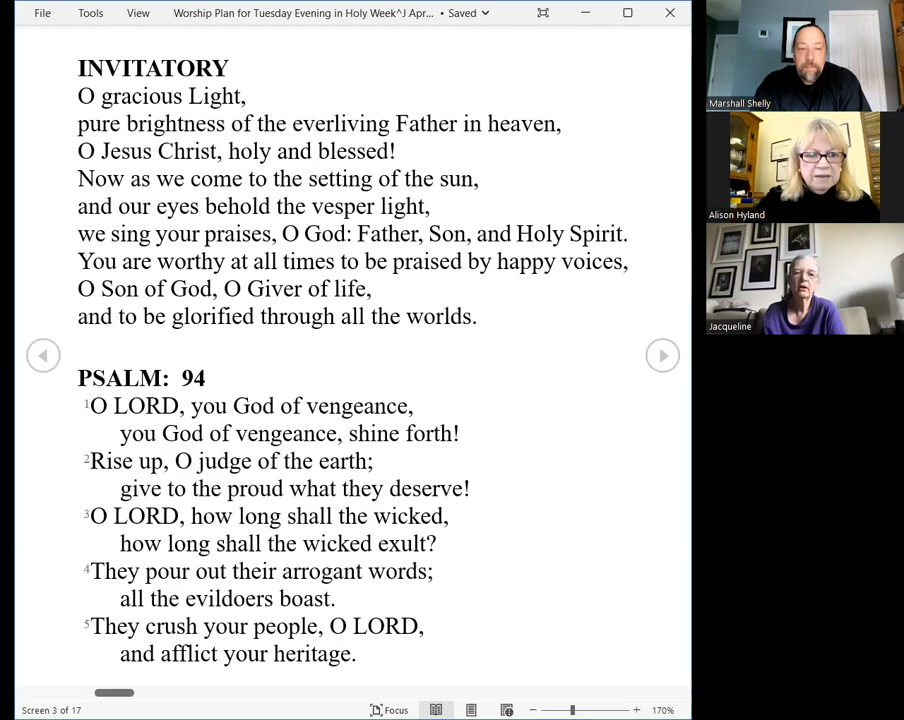 File Tools View Worship Plan for Tuesday Evening in Holy Week^J Apr... • Saved
INVITATORY
O gracious Light,
pure brightness of the everliving Father in heaven,
O Jesus Christ, holy and blessed!
Now as we come to the setting of the sun,
and our eyes behold the vesper light,
we sing your praises, O God: Father, Son, and Holy Spirit.
You are worthy at all times to be praised by happy voices,
O Son of God, O Giver of life,
and to be glorified through all the worlds.
PSALM: 94
1O LORD, you God of vengeance,
you God of vengeance, shine forth!
2Rise up, O judge of the earth;
give to the proud what they deserve!
3O LORD, how long shall the wicked,
how long shall the wicked exult?
4They pour out their arrogant words;
all the evildoers boast.
5They crush your people, O LORD,
and afflict your heritage.
Screen 3 of 17 Focus 170%
Marshall Shelly
Alison Hyland
Jacqueline